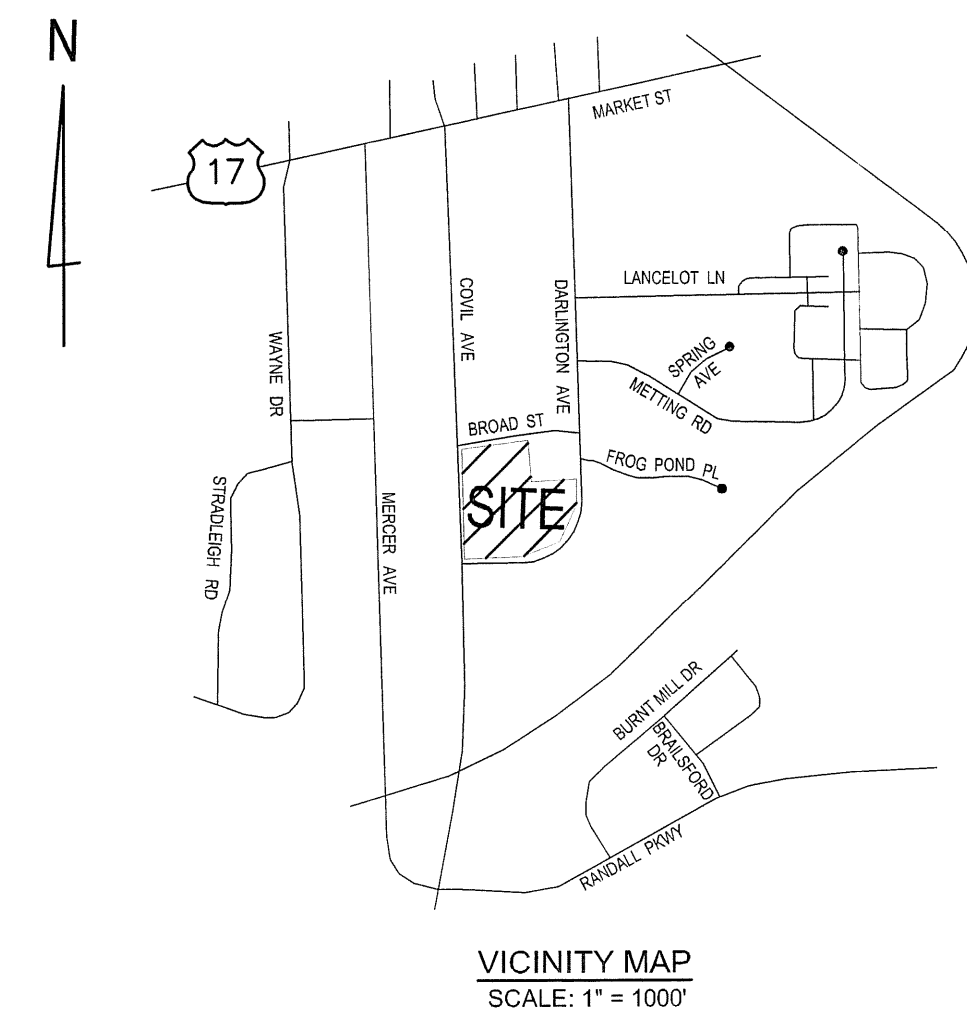 N
MARKET ST
17
LANCELOT LN
COVIL AVE
DARLINGTON AVE
WAYNE DR
SPRING
AVE
METTING RD
BROAD ST
FROG POND PL
STRADLEIGH RD
MERCER AVE
SITE
BURNT MILL DR
BRAILSFORD
DR
RANDALL PKWY
VICINITY MAP
SCALE: 1" = 1000'